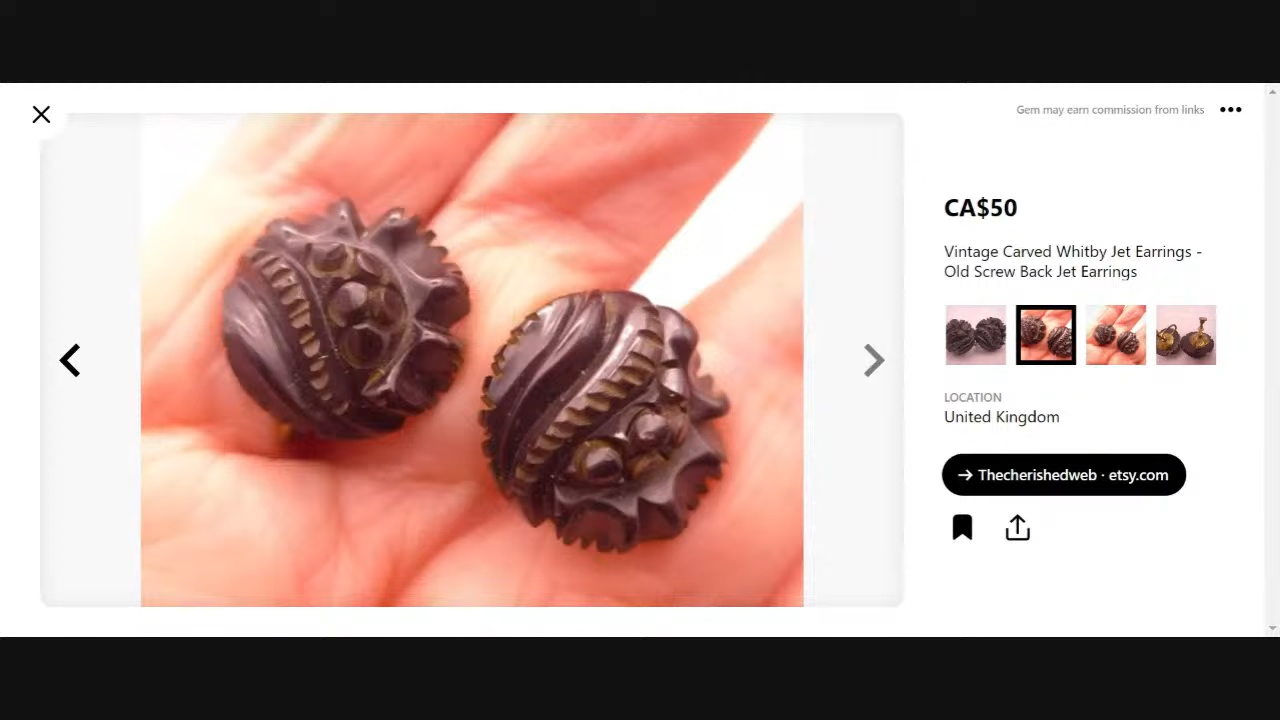 Gem may earn commission from links
CA$50
Vintage Carved Whitby Jet Earrings -
Old Screw Back Jet Earrings
LOCATION
United Kingdom
→ Thecherishedweb · etsy.com